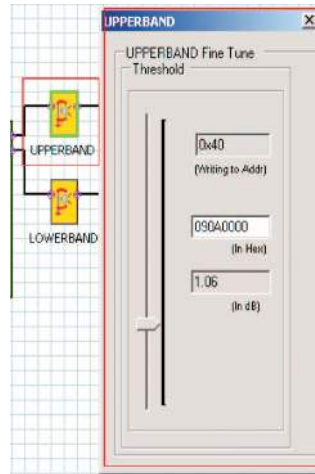 UPPERBAND
UPPERBAND Fine Tune
Threshold
0x40
(Writing to Addr)
090A0000
(In Hex)
1.06
(In dB)
UPPERBAND
LOWERBAND